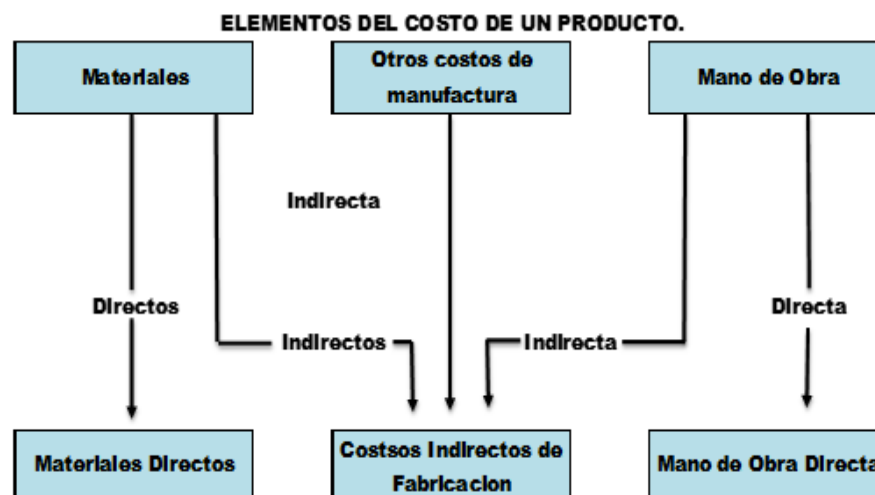 ELEMENTOS DEL COSTO DE UN PRODUCTO.
Materiales
Otros costos de
manufactura
Mano de Obra
Indirecta
Directos
Directa
Indirectos
Indirecta
Materiales Directos
Costsos Indirectos de
Fabricacion
Mano de Obra Directa